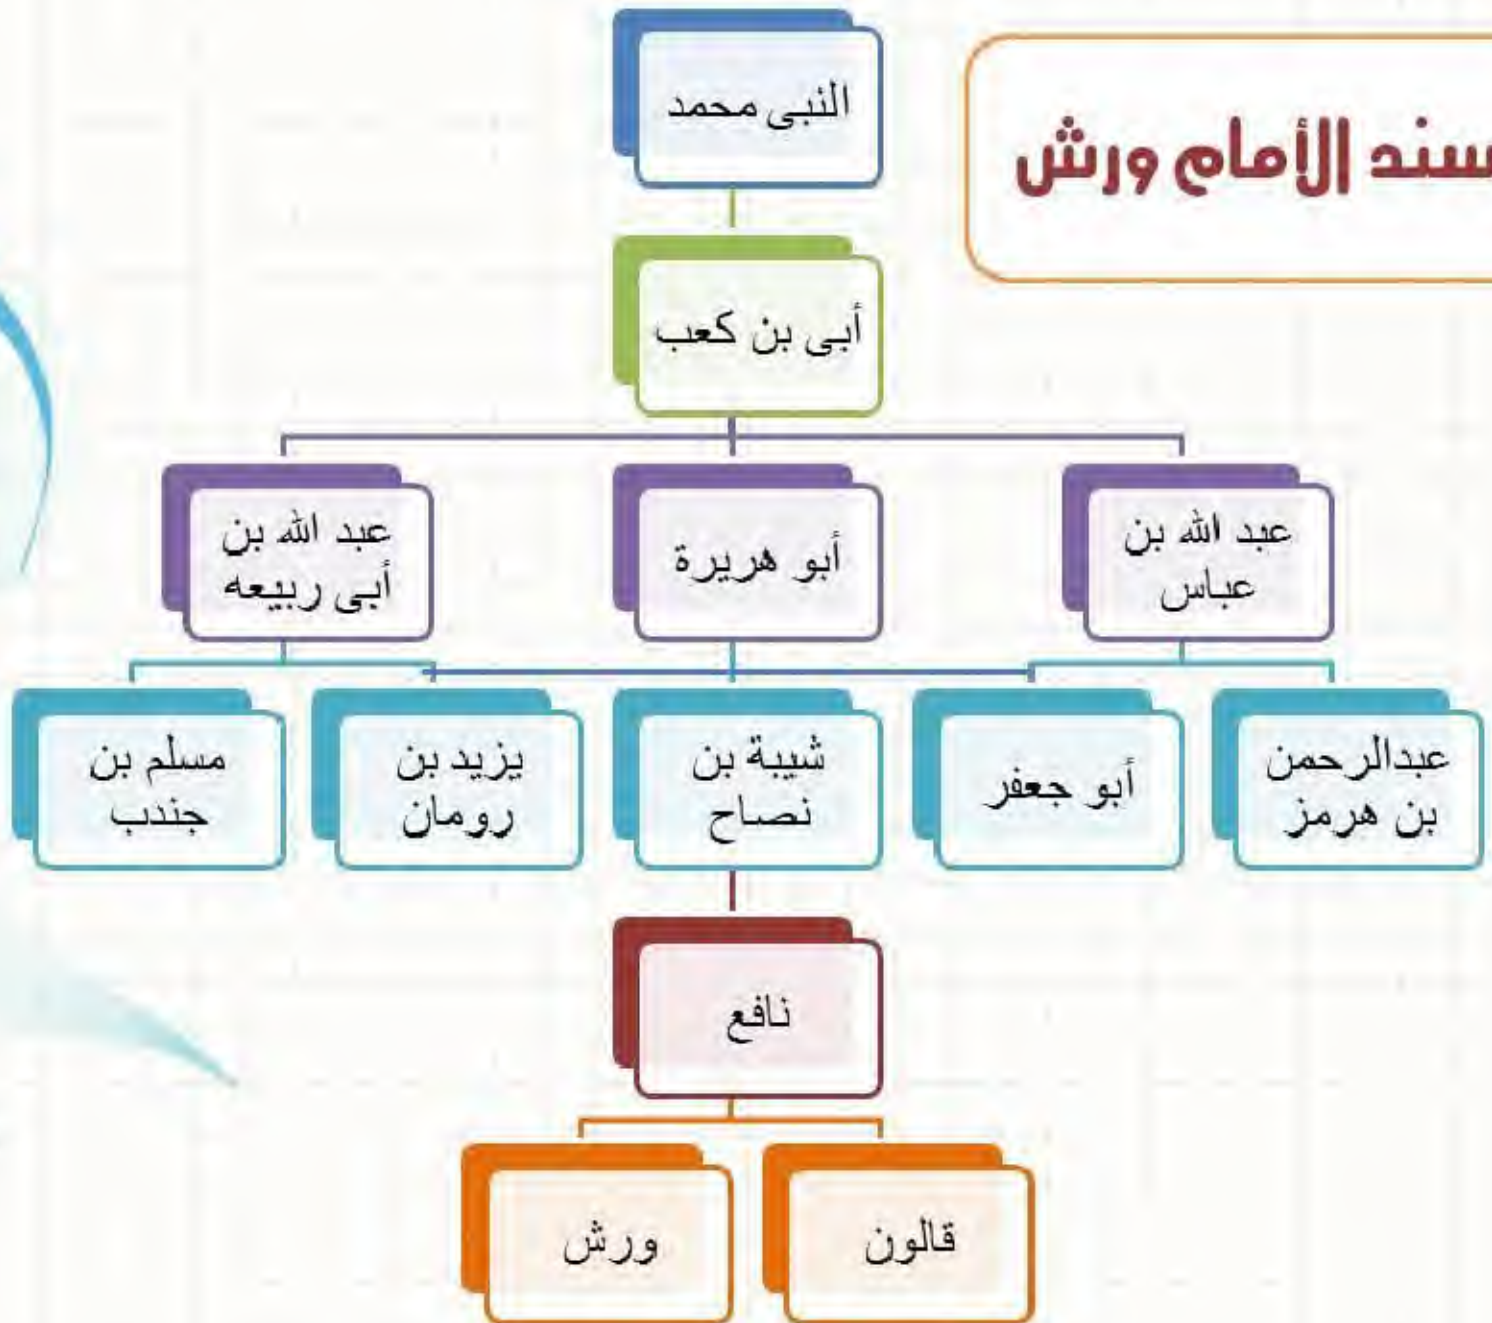 سند الأمام ورش
النبى محمد
أبى بن كعب
عبد الله بن
عباس
أبو هريرة
عبد الله بن
أبى ربيعه
عبدالرحمن
بن هرمز
أبو جعفر
شيبة بن
نصاح
يزيد بن
رومان
مسلم بن
جندب
نافع
قالون
ورش